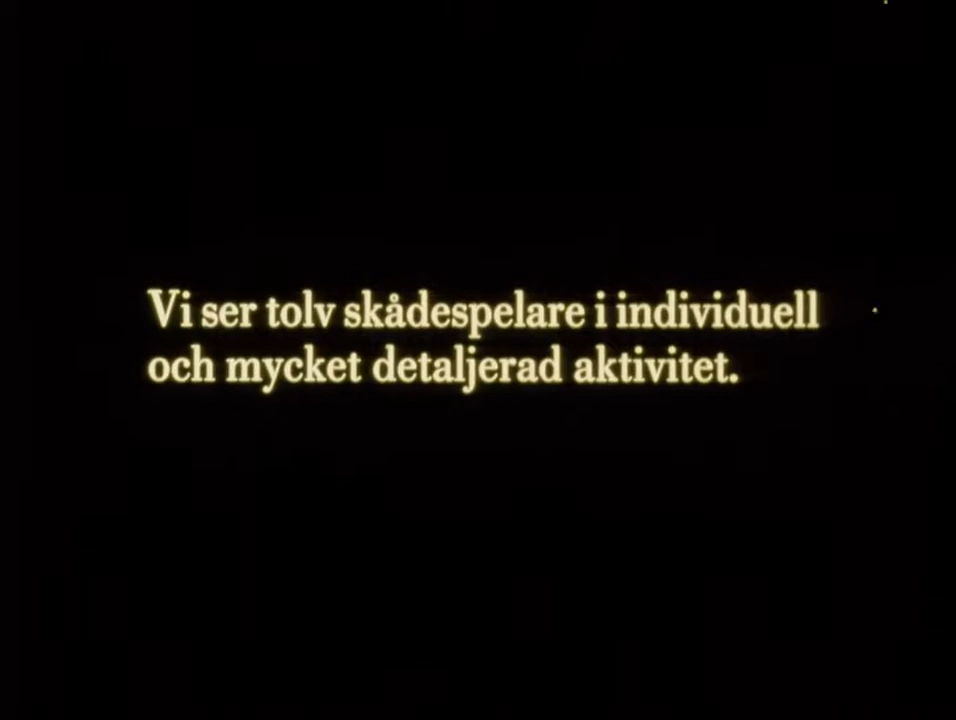 Vi ser tolv skådespelare i individuell
och mycket detaljerad aktivitet.